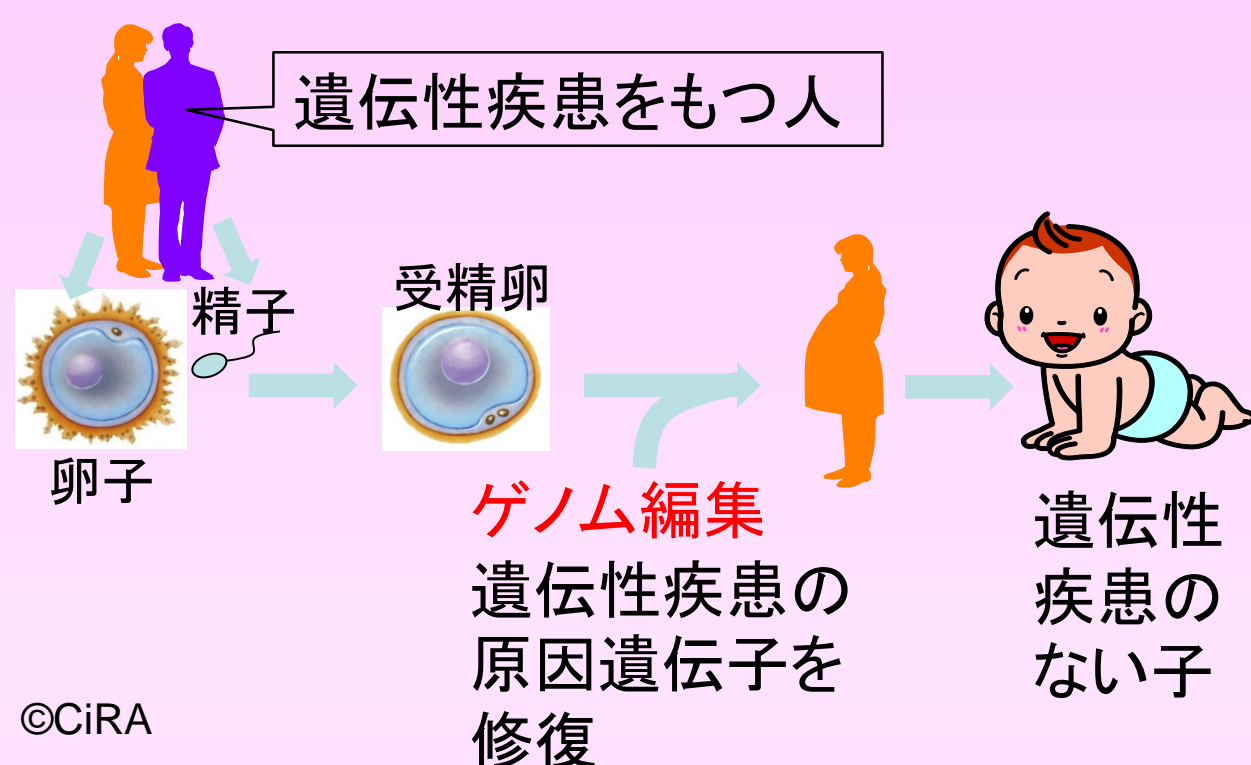 遺伝性疾患をもつ人
精子
受精卵
卵子
ゲノム編集
遺伝性疾患の
原因遺伝子を
修復
遺伝性
疾患の
ない子
©CiRA